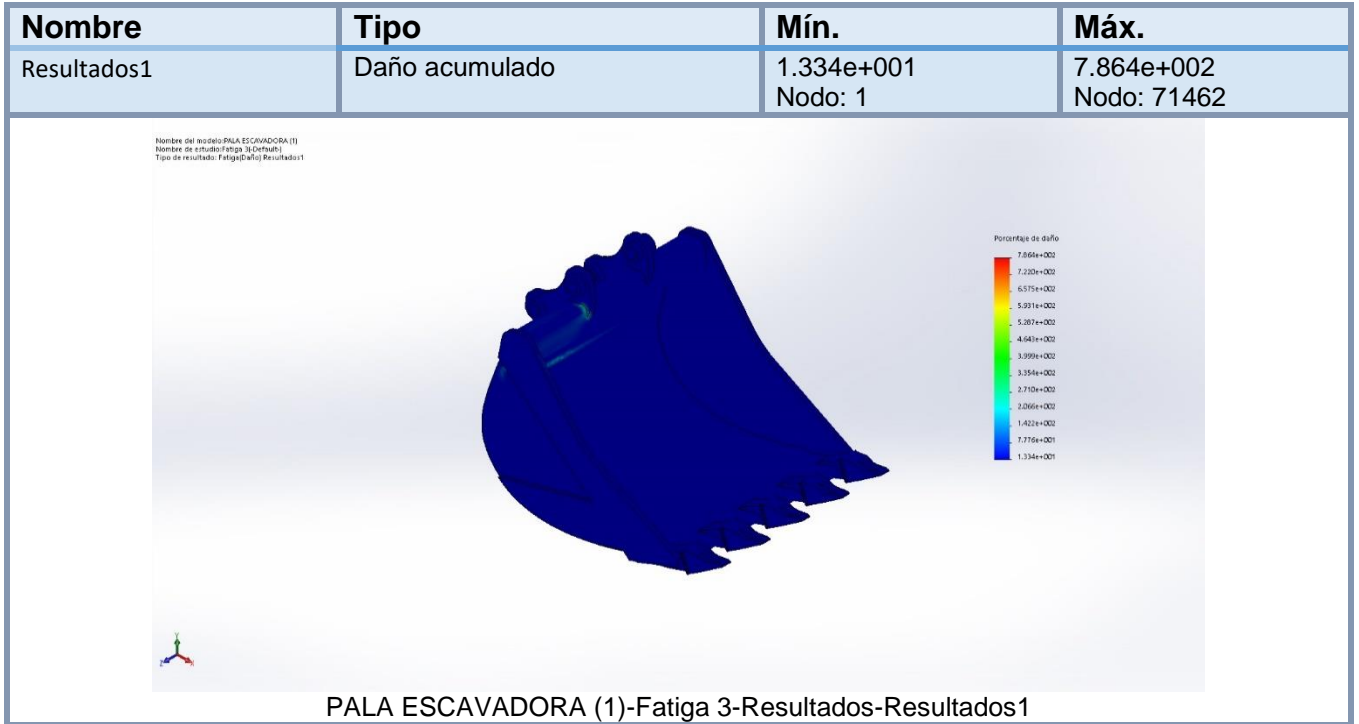 Nombre Tipo Mín. Máx.
Resultados1 Daño acumulado 1.334e+001 7.864e+002
Nodo: 1 Nodo: 71462
Nombre del modelo:PALA ESCAVADORA (1)
Nombre de estudio:Fatiga 3(-Default-)
Tipo de resultado: Fatiga(Daño) Resultados1
Porcentaje de daño
7.864e+002
7.220e+002
6.575e+002
5.931e+002
5.287e+002
4.643e+002
3.999e+002
3.354e+002
2.710e+002
2.066e+002
1.422e+002
7.776e+001
1.334e+001
Y
Z X
PALA ESCAVADORA (1)-Fatiga 3-Resultados-Resultados1